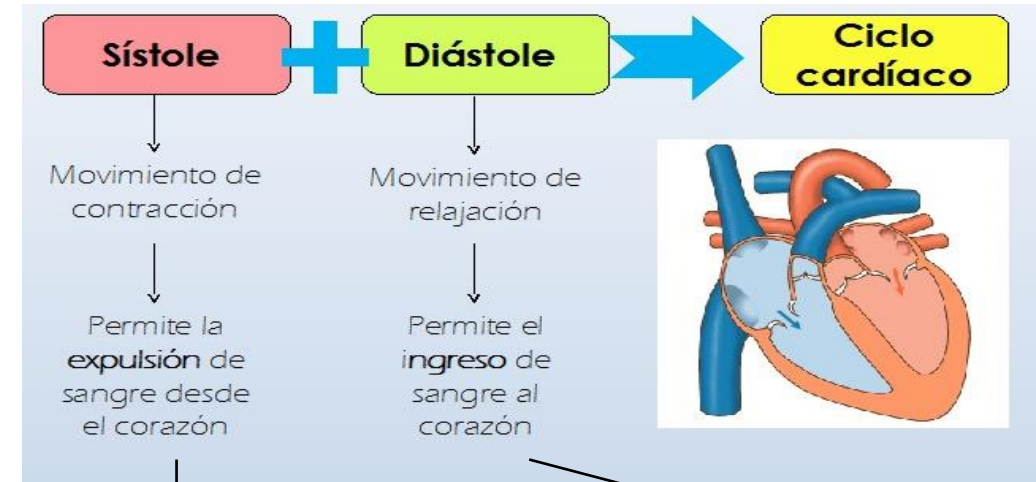 Sístole
Diástole
Ciclo
cardíaco
Movimiento de
contracción
Movimiento de
relajación
Permite la
expulsión de
sangre desde
el corazón
Permite el
ingreso de
sangre al
corazón